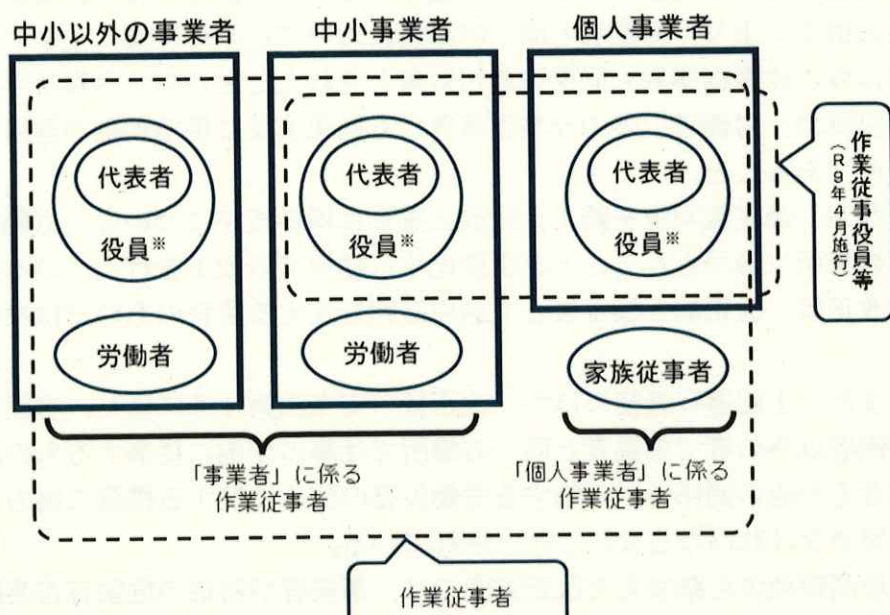 中小以外の事業者
中小事業者
個人事業者
代表者
役員※
労働者
代表者
役員※
労働者
代表者
役員※
家族従事者
作業従事役員等
（R9年4月施行）
「事業者」に係る
作業従事者
「個人事業者」に係る
作業従事者
作業従事者